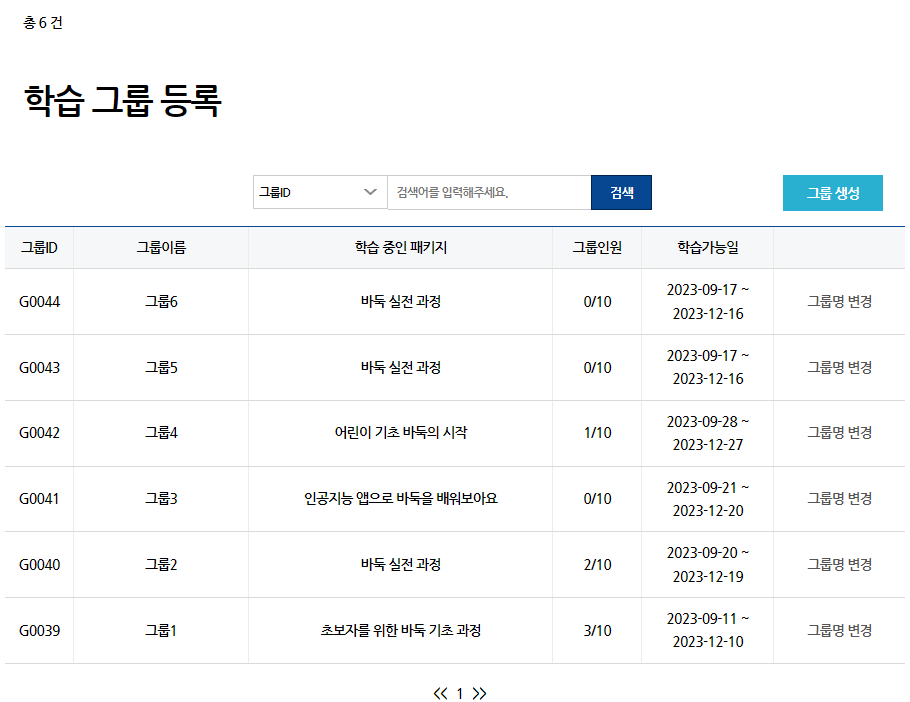 총 6 건
학습 그룹 등록
그룹ID 검색어를 입력해주세요. 검색 그룹 생성
그룹ID 그룹이름 학습 중인 패키지 그룹인원 학습가능일
G0044 그룹6 바둑 실전 과정 0/10 2023-09-17 ~ 그룹명 변경
2023-12-16
G0043 그룹5 바둑 실전 과정 0/10 2023-09-17 ~ 그룹명 변경
2023-12-16
G0042 그룹4 어린이 기초 바둑의 시작 1/10 2023-09-28 ~ 그룹명 변경
2023-12-27
G0041 그룹3 인공지능 앱으로 바둑을 배워보아요 0/10 2023-09-21 ~ 그룹명 변경
2023-12-20
G0040 그룹2 바둑 실전 과정 2/10 2023-09-20 ~ 그룹명 변경
2023-12-19
G0039 그룹1 초보자를 위한 바둑 기초 과정 3/10 2023-09-11 ~ 그룹명 변경
2023-12-10
<< 1 >>